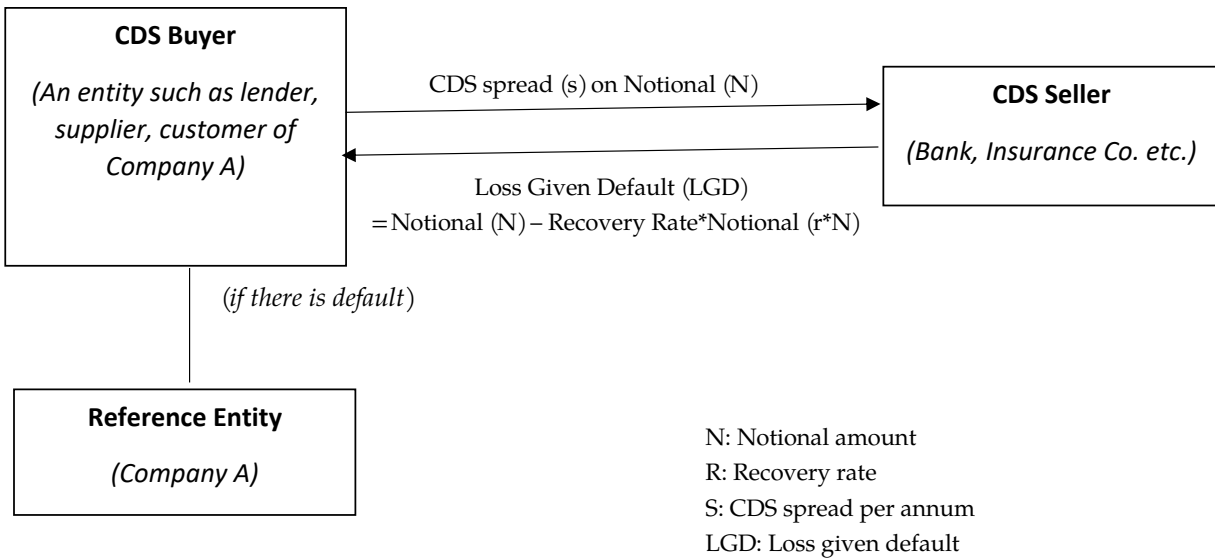 CDS Buyer
(An entity such as lender,
supplier, customer of
Company A)
CDS spread (s) on Notional (N)
CDS Seller
(Bank, Insurance Co. etc.)
Loss Given Default (LGD)
=Notional (N) – Recovery Rate*Notional (r*N)
(if there is default)
Reference Entity
(Company A)
N: Notional amount
R: Recovery rate
S: CDS spread per annum
LGD: Loss given default